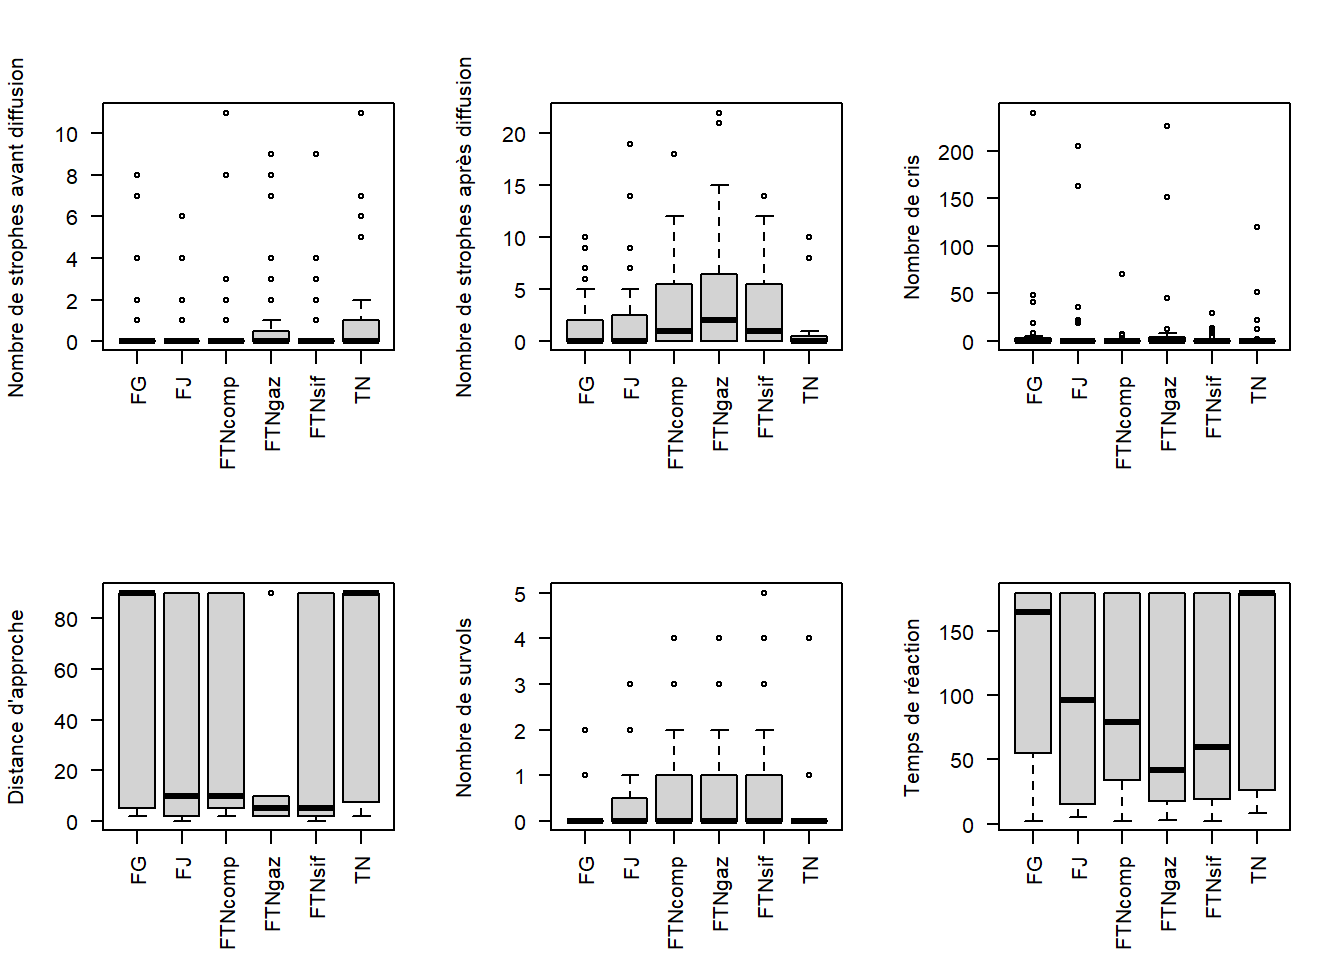 Nombre de strophes avant diffusion
10
8
6
4
2
0
FG
FJ
FTNcomp
FTNgaz
FTNsif
TN
Nombre de strophes après diffusion
20
15
10
5
0
FG
FJ
FTNcomp
FTNgaz
FTNsif
TN
Nombre de cris
200
150
100
50
0
FG
FJ
FTNcomp
FTNgaz
FTNsif
TN
Distance d'approche
80
60
40
20
0
FG
FJ
FTNcomp
FTNgaz
FTNsif
TN
Nombre de survols
5
4
3
2
1
0
FG
FJ
FTNcomp
FTNgaz
FTNsif
TN
Temps de réaction
150
100
50
0
FG
FJ
FTNcomp
FTNgaz
FTNsif
TN